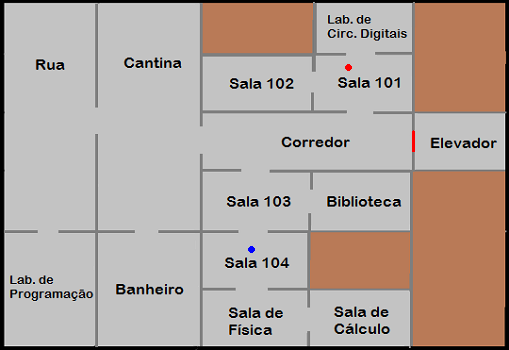 Lab. de
Circ. Digitais
Rua
Cantina
Sala 102
Sala 101
Corredor
Elevador
Sala 103
Biblioteca
Sala 104
Lab. de
Programação
Banheiro
Sala de
Física
Sala de
Cálculo